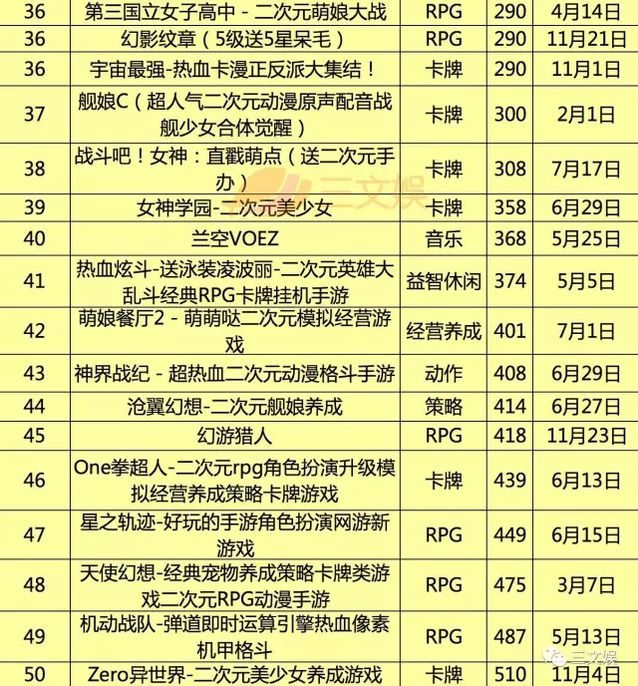 36 第三国立女子高中 - 二次元萌娘大战 RPG 290 4月14日
36 幻影纹章（5级送5星呆毛） RPG 290 11月21日
36 宇宙最强-热血卡漫正反派大集结！ 卡牌 290 11月1日
37 舰娘C（超人气二次元动漫原声配音战
舰少女合体觉醒） 卡牌 300 2月1日
38 战斗吧！女神：直戳萌点（送二次元手
办） 卡牌 308 7月17日
三文娱
39 女神学园-二次元美少女 卡牌 358 6月29日
40 兰空VOEZ 音乐 368 5月25日
41 热血炫斗-送泳装凌波丽-二次元英雄大
乱斗经典RPG卡牌挂机手游 益智休闲 374 5月5日
42 萌娘餐厅2 - 萌萌哒二次元模拟经营游
戏 经营养成 401 7月1日
43 神界战纪 - 超热血二次元动漫格斗手游 动作 408 6月29日
44 沧翼幻想-二次元舰娘养成 策略 414 6月27日
45 幻游猎人 RPG 418 11月23日
46 One拳超人-二次元rpg角色扮演升级模
拟经营养成策略卡牌游戏 卡牌 439 6月13日
47 星之轨迹-好玩的手游角色扮演网游新
游戏 RPG 449 6月15日
48 天使幻想-经典宠物养成策略卡牌类游
戏二次元RPG动漫手游 RPG 475 3月7日
49 机动战队-弹道即时运算引擎热血像素
机甲格斗 RPG 487 5月13日
三文娱
50 Zero异世界-二次元美少女养成游戏 卡牌 510 11月4日